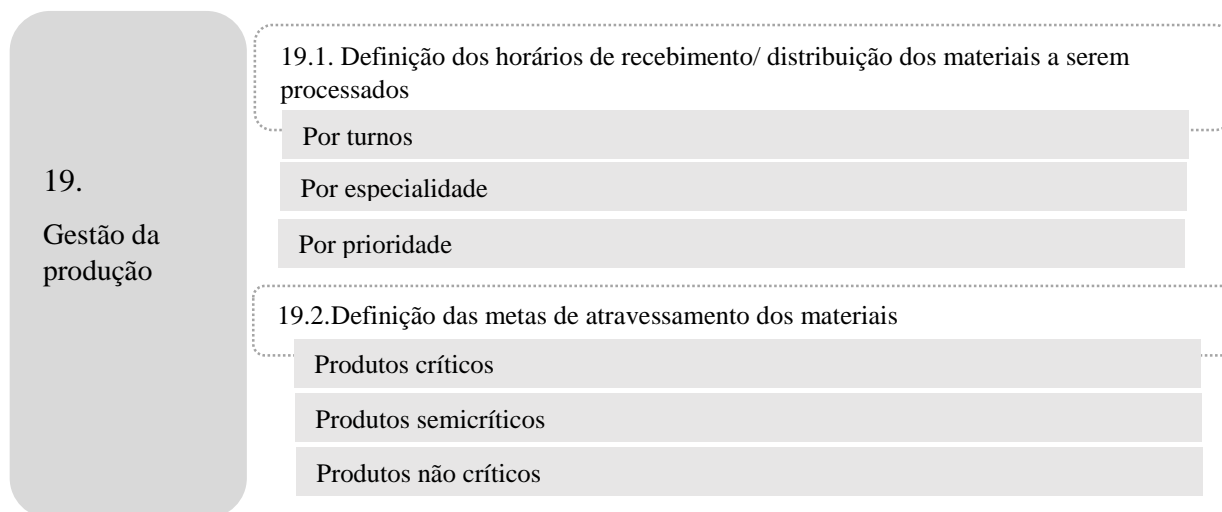 19.
Gestão da
produção
19.1. Definição dos horários de recebimento/ distribuição dos materiais a serem
processados
Por turnos
Por especialidade
Por prioridade
19.2.Definição das metas de atravessamento dos materiais
Produtos críticos
Produtos semicríticos
Produtos não críticos